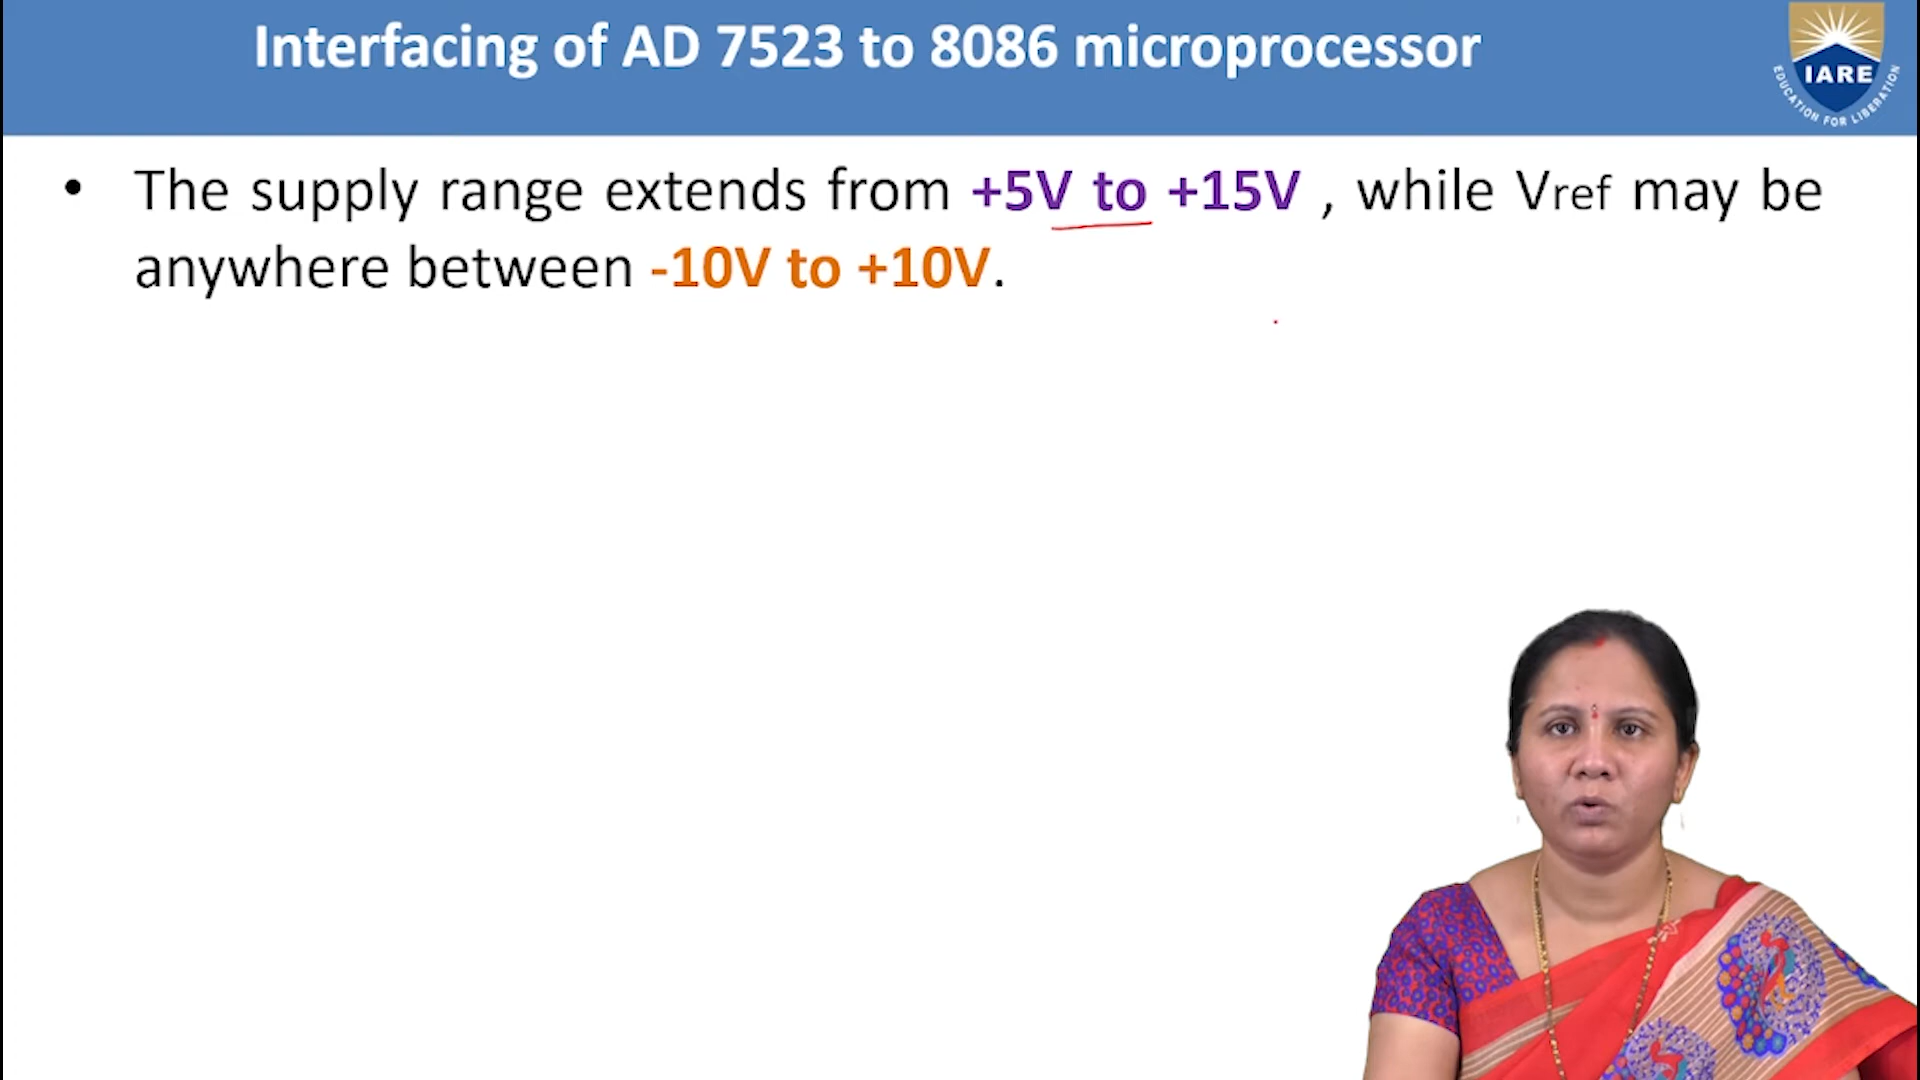 Interfacing of AD 7523 to 8086 microprocessor
IARE
EDUCATION FOR LIBERATION
• The supply range extends from +5V to +15V , while Vref may be
anywhere between -10V to +10V.